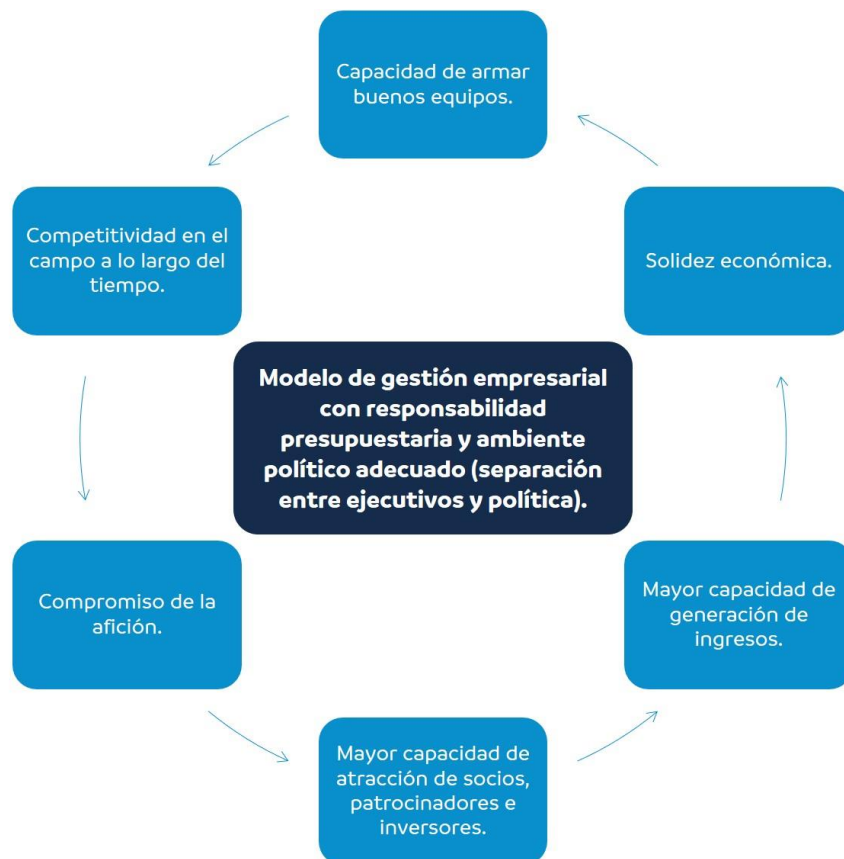 Capacidad de armar
buenos equipos.
Competitividad en el
campo a lo largo del
tiempo.
Solidez económica.
Modelo de gestión empresarial
con responsabilidad
presupuestaria y ambiente
político adecuado (separación
entre ejecutivos y política).
Compromiso de la
afición.
Mayor capacidad de
generación de
ingresos.
Mayor capacidad de
atracción de socios,
patrocinadores e
inversores.